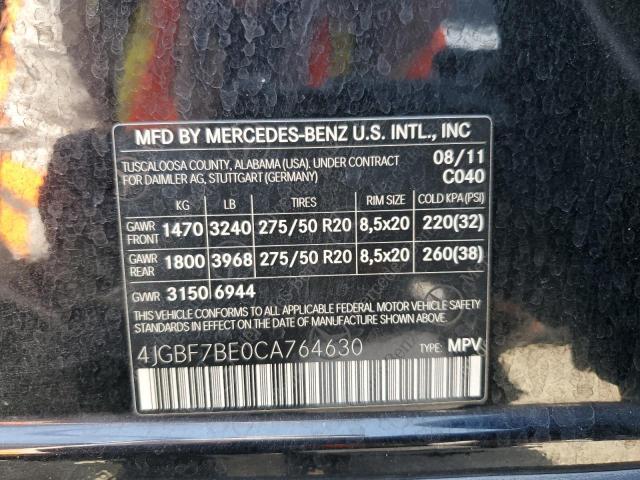 MFD BY MERCEDES-BENZ U.S. INTL., INC
TUSCALOOSA COUNTY, ALABAMA (USA), UNDER CONTRACT
FOR DAIMLER AG, STUTTGART (GERMANY)
08/11
C040
KG LB TIRES RIM SIZE COLD KPA (PSI)
GAWR FRONT 1470 3240 275/50 R20 8,5x20 220(32)
GAWR REAR 1800 3968 275/50 R20 8,5x20 260(38)
GVWR 3150 6944
THIS VEHICLE CONFORMS TO ALL APPLICABLE FEDERAL MOTOR VEHICLE SAFETY
STANDARDS IN EFFECT ON THE DATE OF MANUFACTURE SHOWN ABOVE.
4JGBF7BE0CA764630 TYPE: MPV